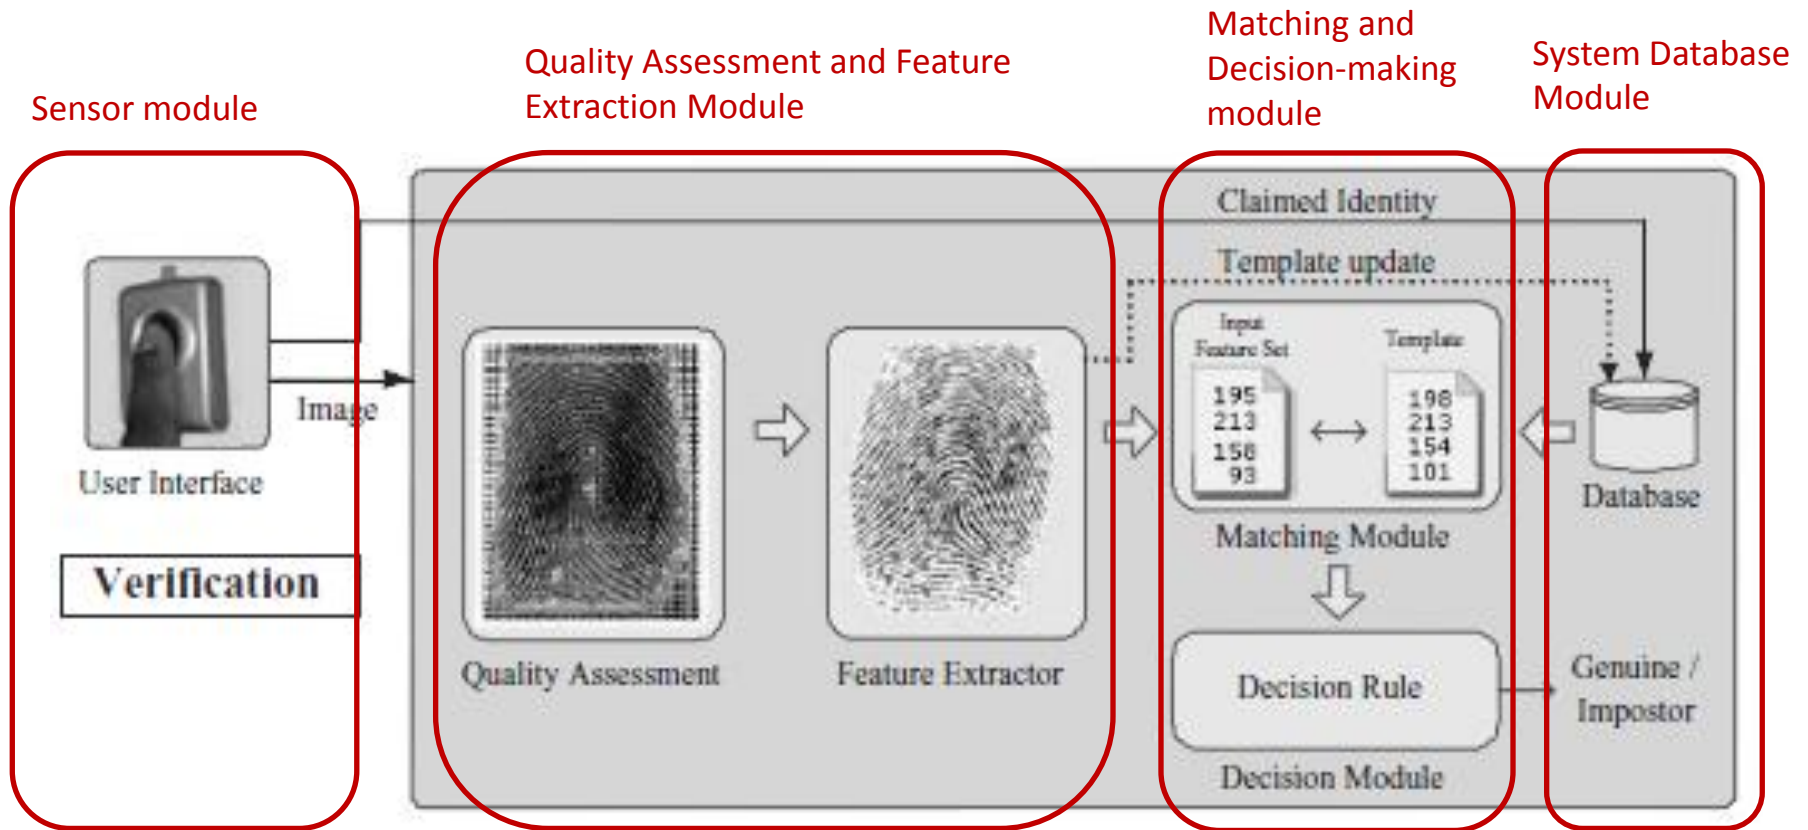 Matching and
Decision-making
module
System Database
Module
Quality Assessment and Feature
Extraction Module
Sensor module
Claimed Identity
Template update
Input
Feature Set
Template
195
213
158
93
198
213
154
101
Image
User Interface
Database
Matching Module
Verification
Quality Assessment
Feature Extractor
Decision Rule
Genuine /
Impostor
Decision Module